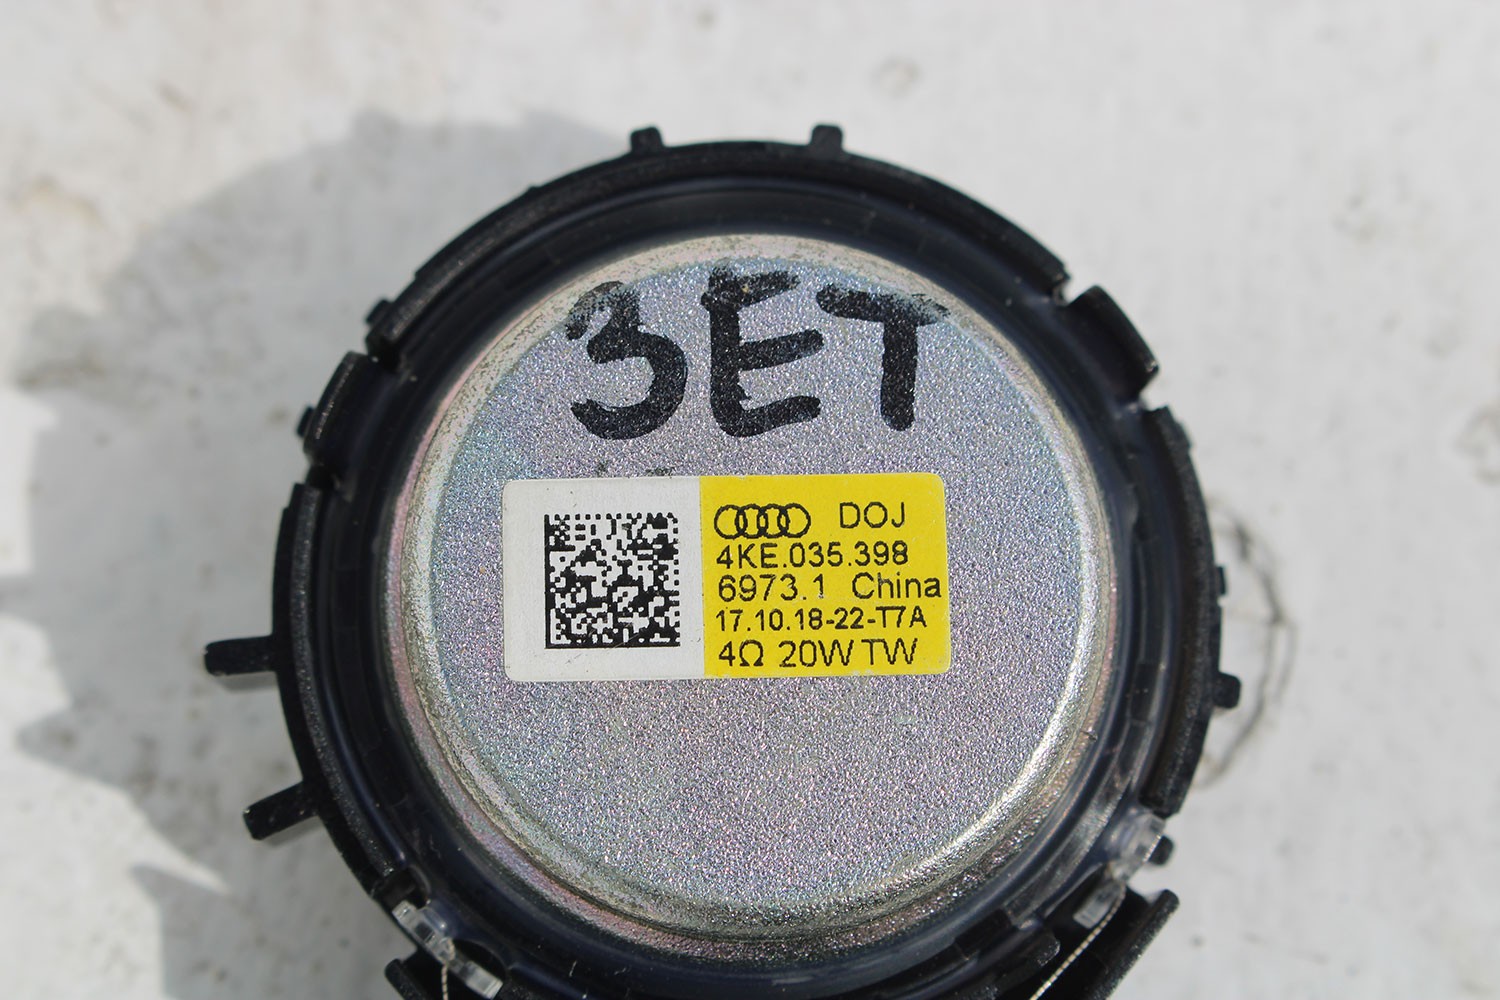 3ET
DOJ
4KE.035.398
6973.1 China
17.10.18-22-T7A
4Ω 20W TW